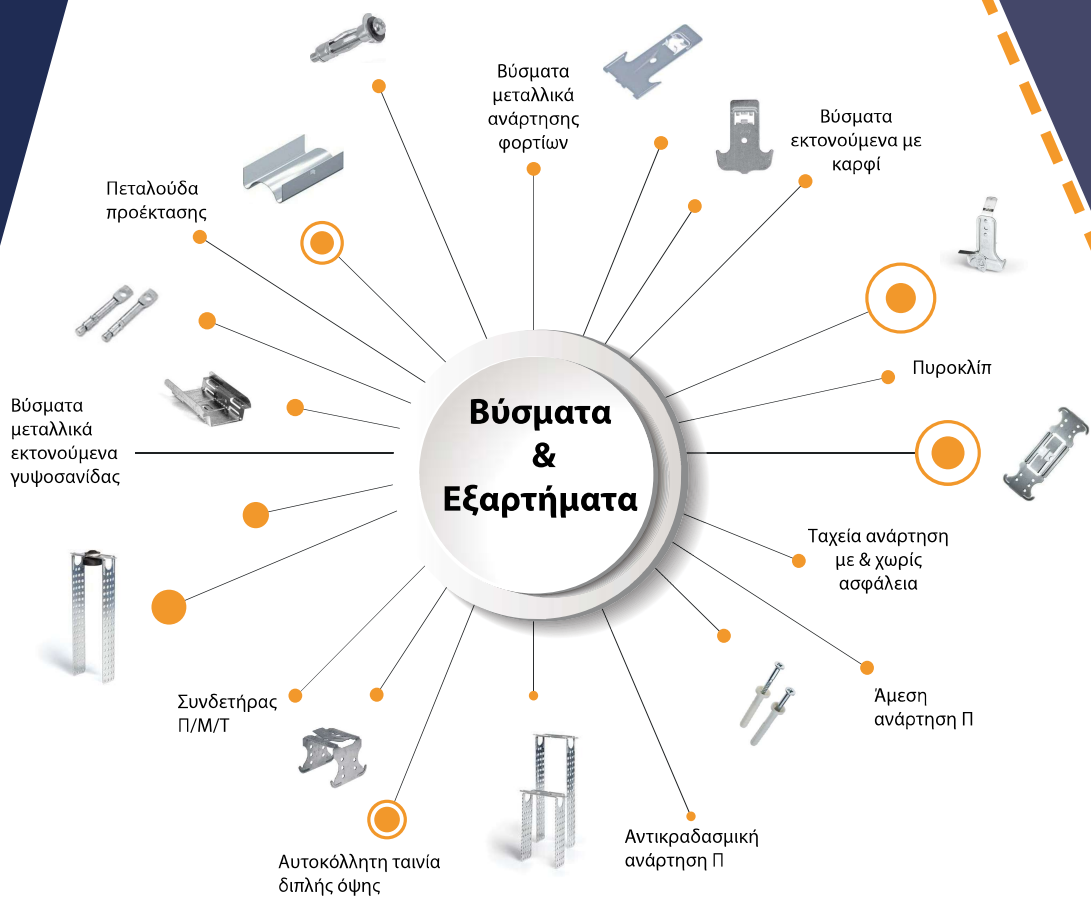 Βύσματα
μεταλλικά
ανάρτησης
φορτίων
Βύσματα
εκτονούμενα με
καρφί
Πεταλούδα
προέκτασης
Πυροκλίπ
Βύσματα
μεταλλικά
εκτονούμενα
γυψοσανίδας
Βύσματα
&
Εξαρτήματα
Ταχεία ανάρτηση
με & χωρίς
ασφάλεια
Άμεση
ανάρτηση Π
Συνδετήρας
Π/Μ/Τ
Αντικραδασμική
ανάρτηση Π
Αυτοκόλλητη ταινία
διπλής όψης